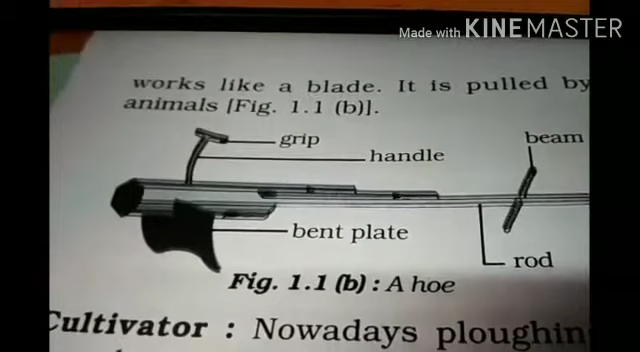 Made with KINEMASTER
works like a blade. It is pulled by
animals [Fig. 1.1 (b)].
grip
beam
handle
bent plate
rod
Fig. 1.1 (b) : A hoe
Cultivator : Nowadays ploughin